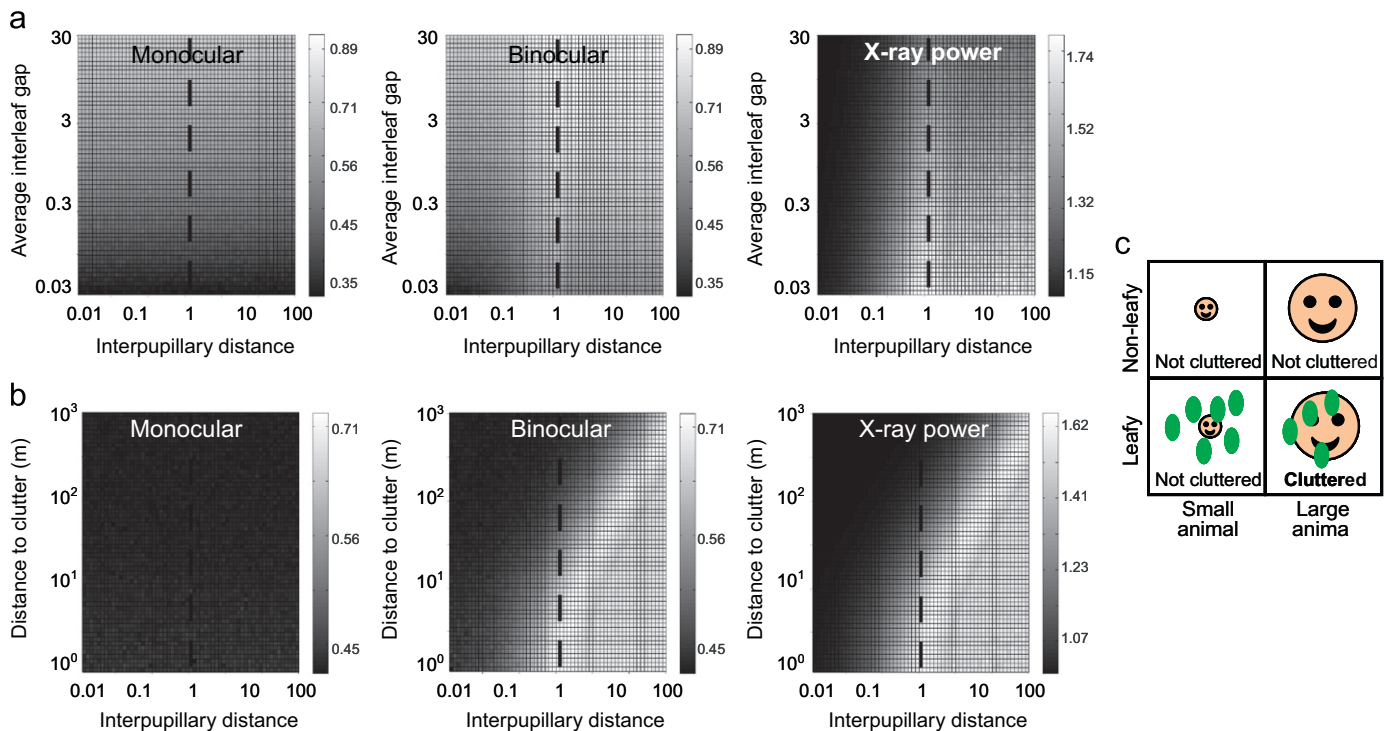 a
Monocular
Average interleaf gap
30
3
0.3
0.03
0.01 0.1 1 10 100
Interpupillary distance
0.89
0.71
0.56
0.45
0.35
Binocular
Average interleaf gap
30
3
0.3
0.03
0.01 0.1 1 10 100
Interpupillary distance
0.89
0.71
0.56
0.45
0.35
X-ray power
Average interleaf gap
30
3
0.3
0.03
0.01 0.1 1 10 100
Interpupillary distance
1.74
1.52
1.32
1.15
b
Monocular
Distance to clutter (m)
10³
10²
10¹
10⁰
0.01 0.1 1 10 100
Interpupillary distance
0.71
0.56
0.45
Binocular
Distance to clutter (m)
10³
10²
10¹
10⁰
0.01 0.1 1 10 100
Interpupillary distance
0.71
0.56
0.45
X-ray power
Distance to clutter (m)
10³
10²
10¹
10⁰
0.01 0.1 1 10 100
Interpupillary distance
1.62
1.41
1.23
1.07
c
Non-leafy
Not cluttered
Not cluttered
Leafy
Not cluttered
Cluttered
Small
animal
Large
anima